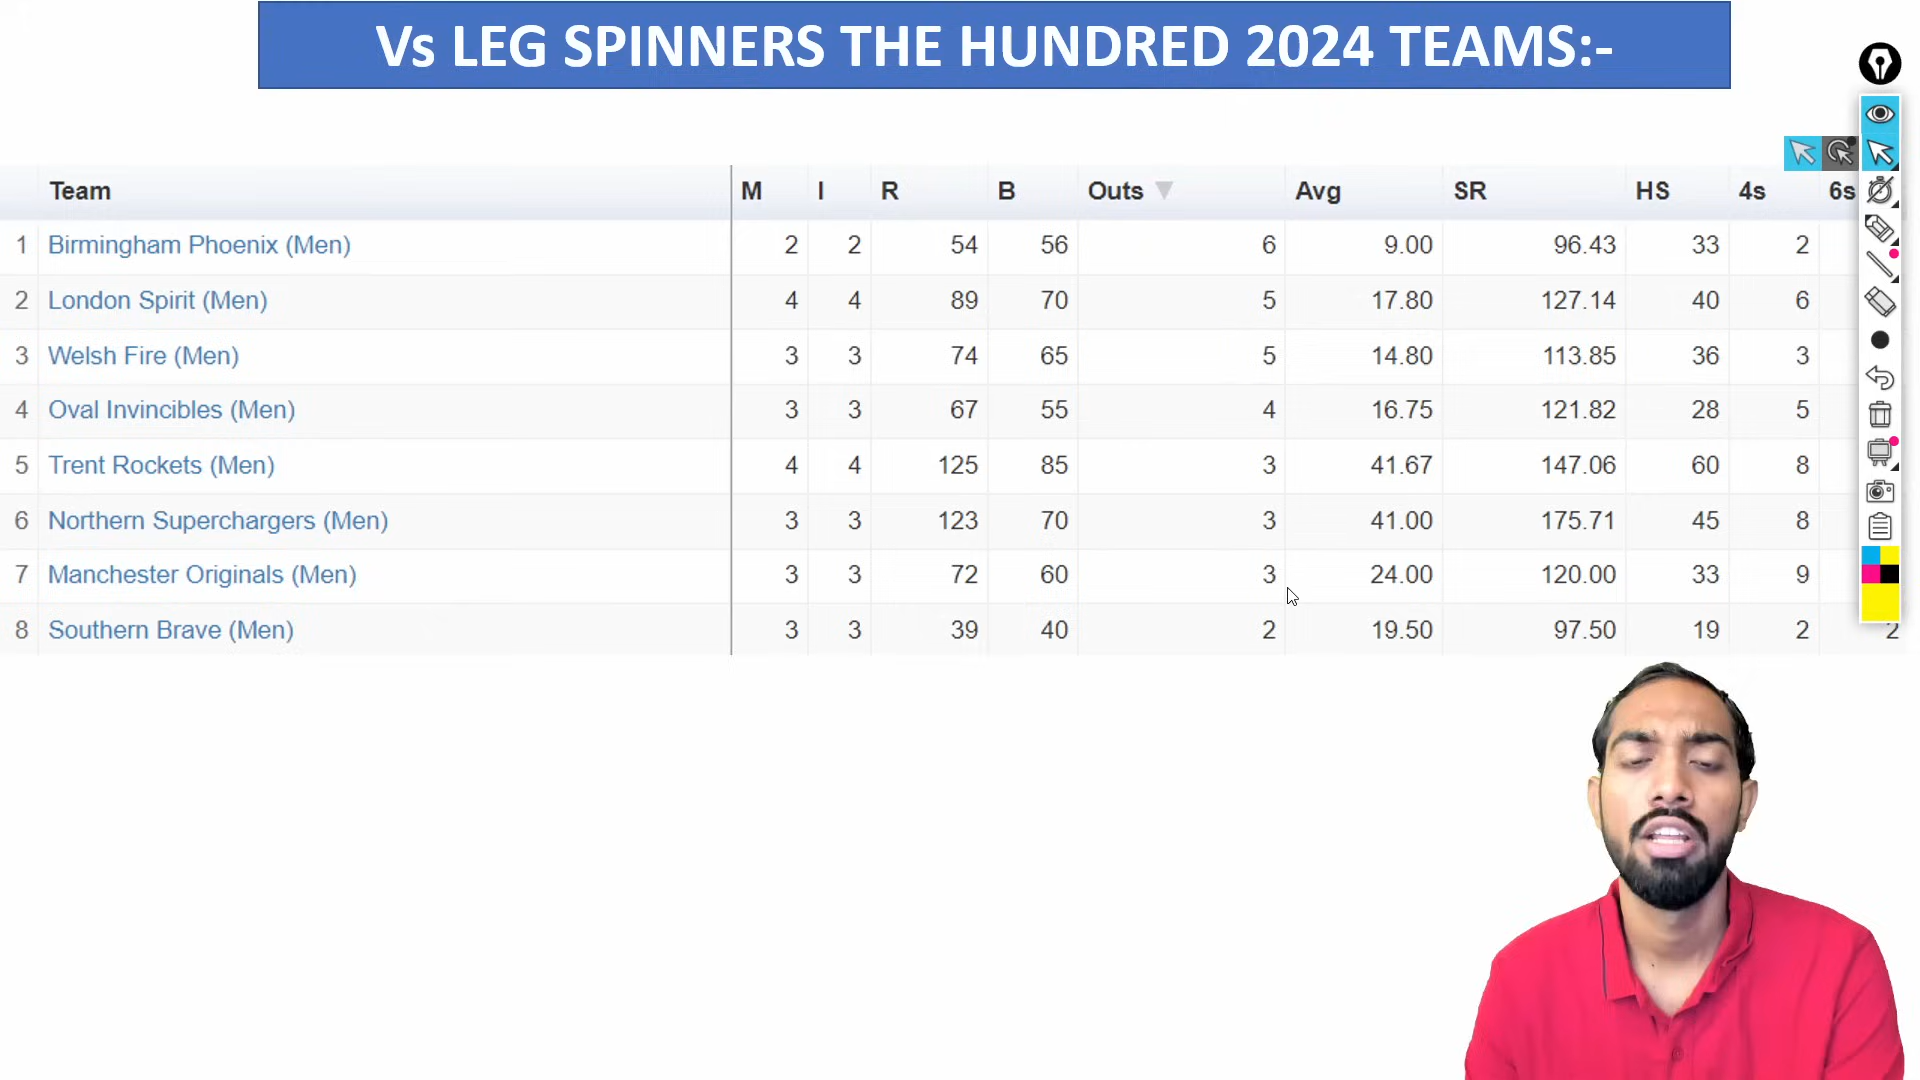 Vs LEG SPINNERS THE HUNDRED 2024 TEAMS:-
Team M I R B Outs Avg SR HS 4s 6s
1 Birmingham Phoenix (Men) 2 2 54 56 6 9.00 96.43 33 2
2 London Spirit (Men) 4 4 89 70 5 17.80 127.14 40 6
3 Welsh Fire (Men) 3 3 74 65 5 14.80 113.85 36 3
4 Oval Invincibles (Men) 3 3 67 55 4 16.75 121.82 28 5
5 Trent Rockets (Men) 4 4 125 85 3 41.67 147.06 60 8
6 Northern Superchargers (Men) 3 3 123 70 3 41.00 175.71 45 8
7 Manchester Originals (Men) 3 3 72 60 3 24.00 120.00 33 9
8 Southern Brave (Men) 3 3 39 40 2 19.50 97.50 19 2 2